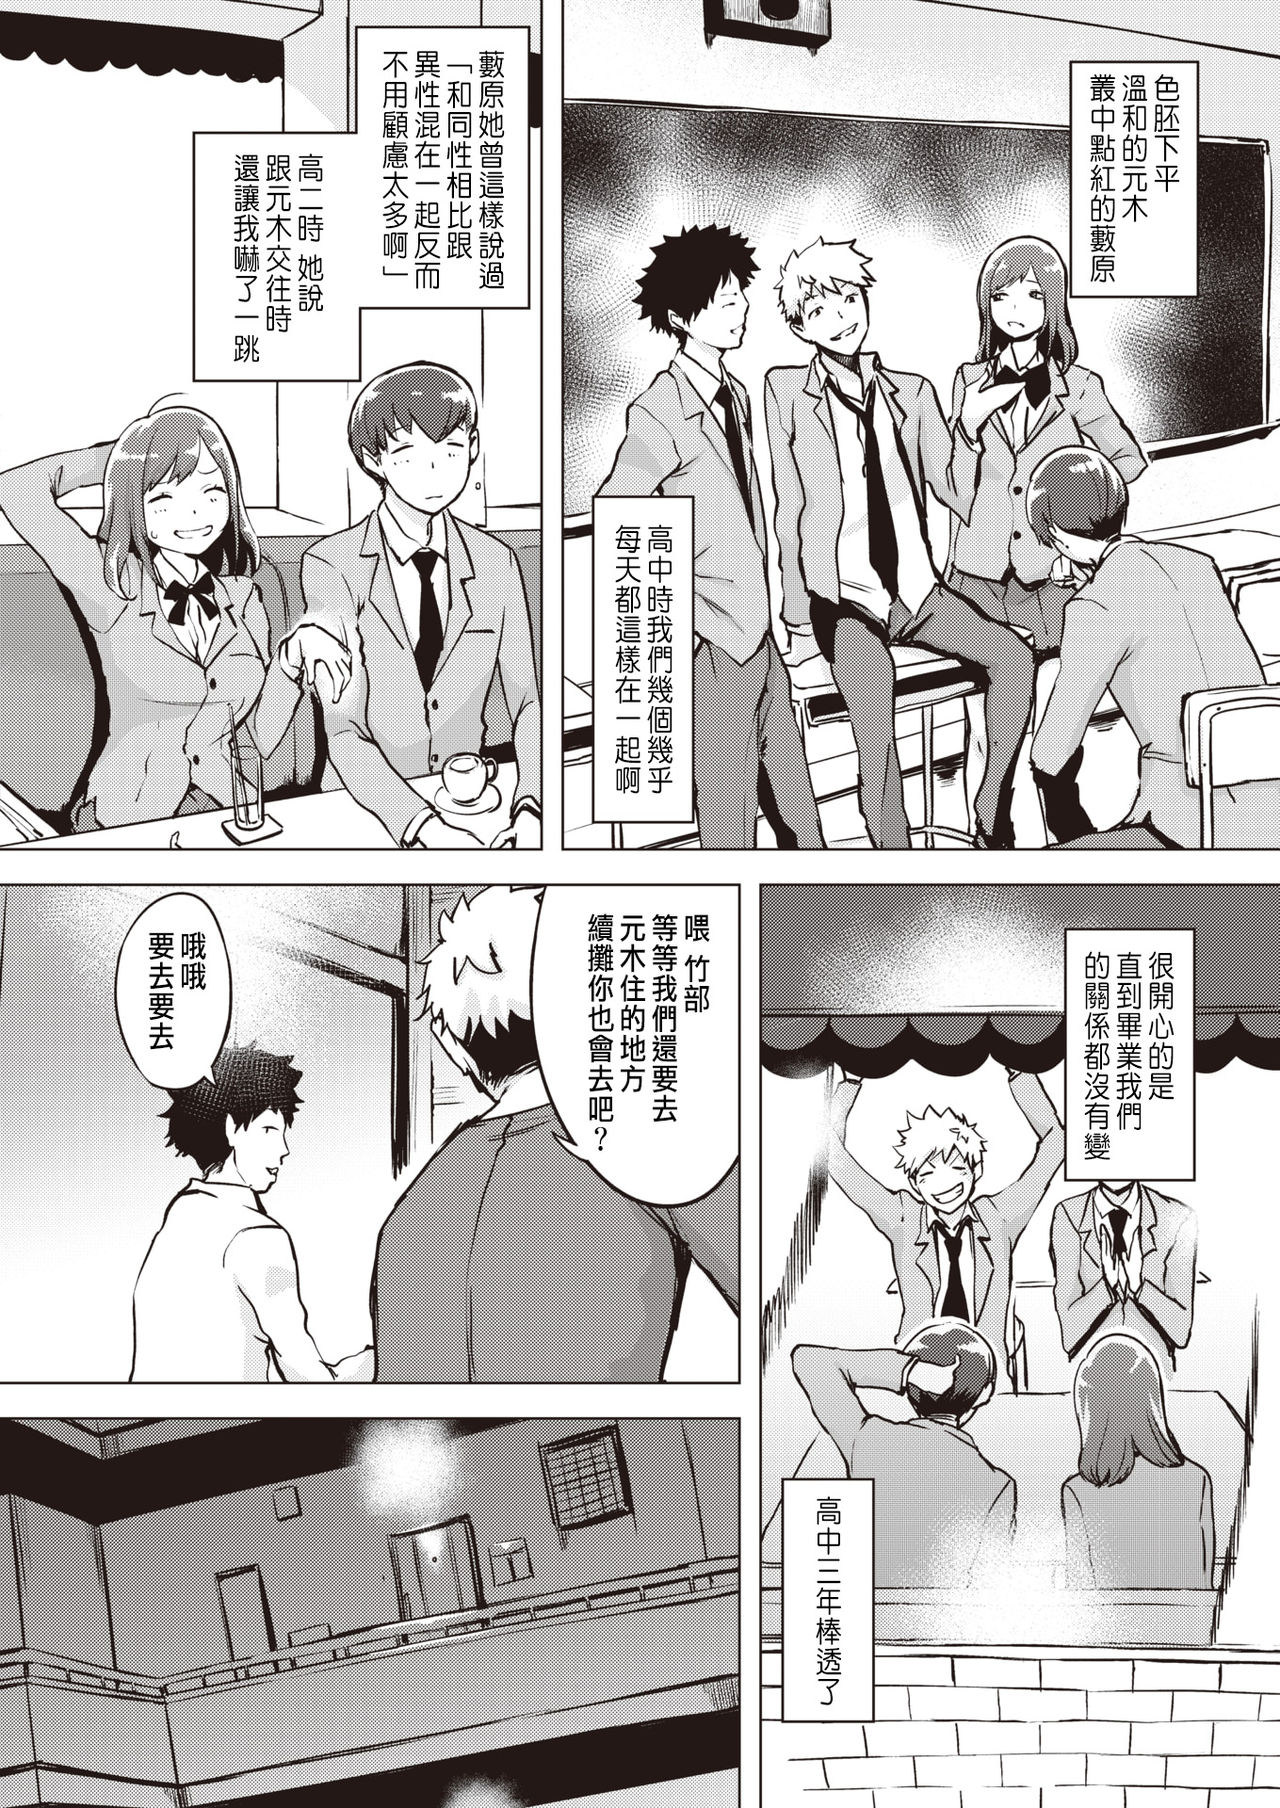 色胚下平
溫和的元木
叢中點紅的藪原
高中時我們幾個幾乎
每天都這樣在一起啊
藪原她曾這樣說過
「和同性相比跟
異性混在一起反而
不用顧慮太多啊」
高二時 她說
跟元木交往時
還讓我嚇了一跳
很開心的是
直到畢業我們
的關係都沒有變
高中三年棒透了
喂 竹部
等等我們還要去
元木住的地方
續攤你也會去吧？
哦哦
要去要去